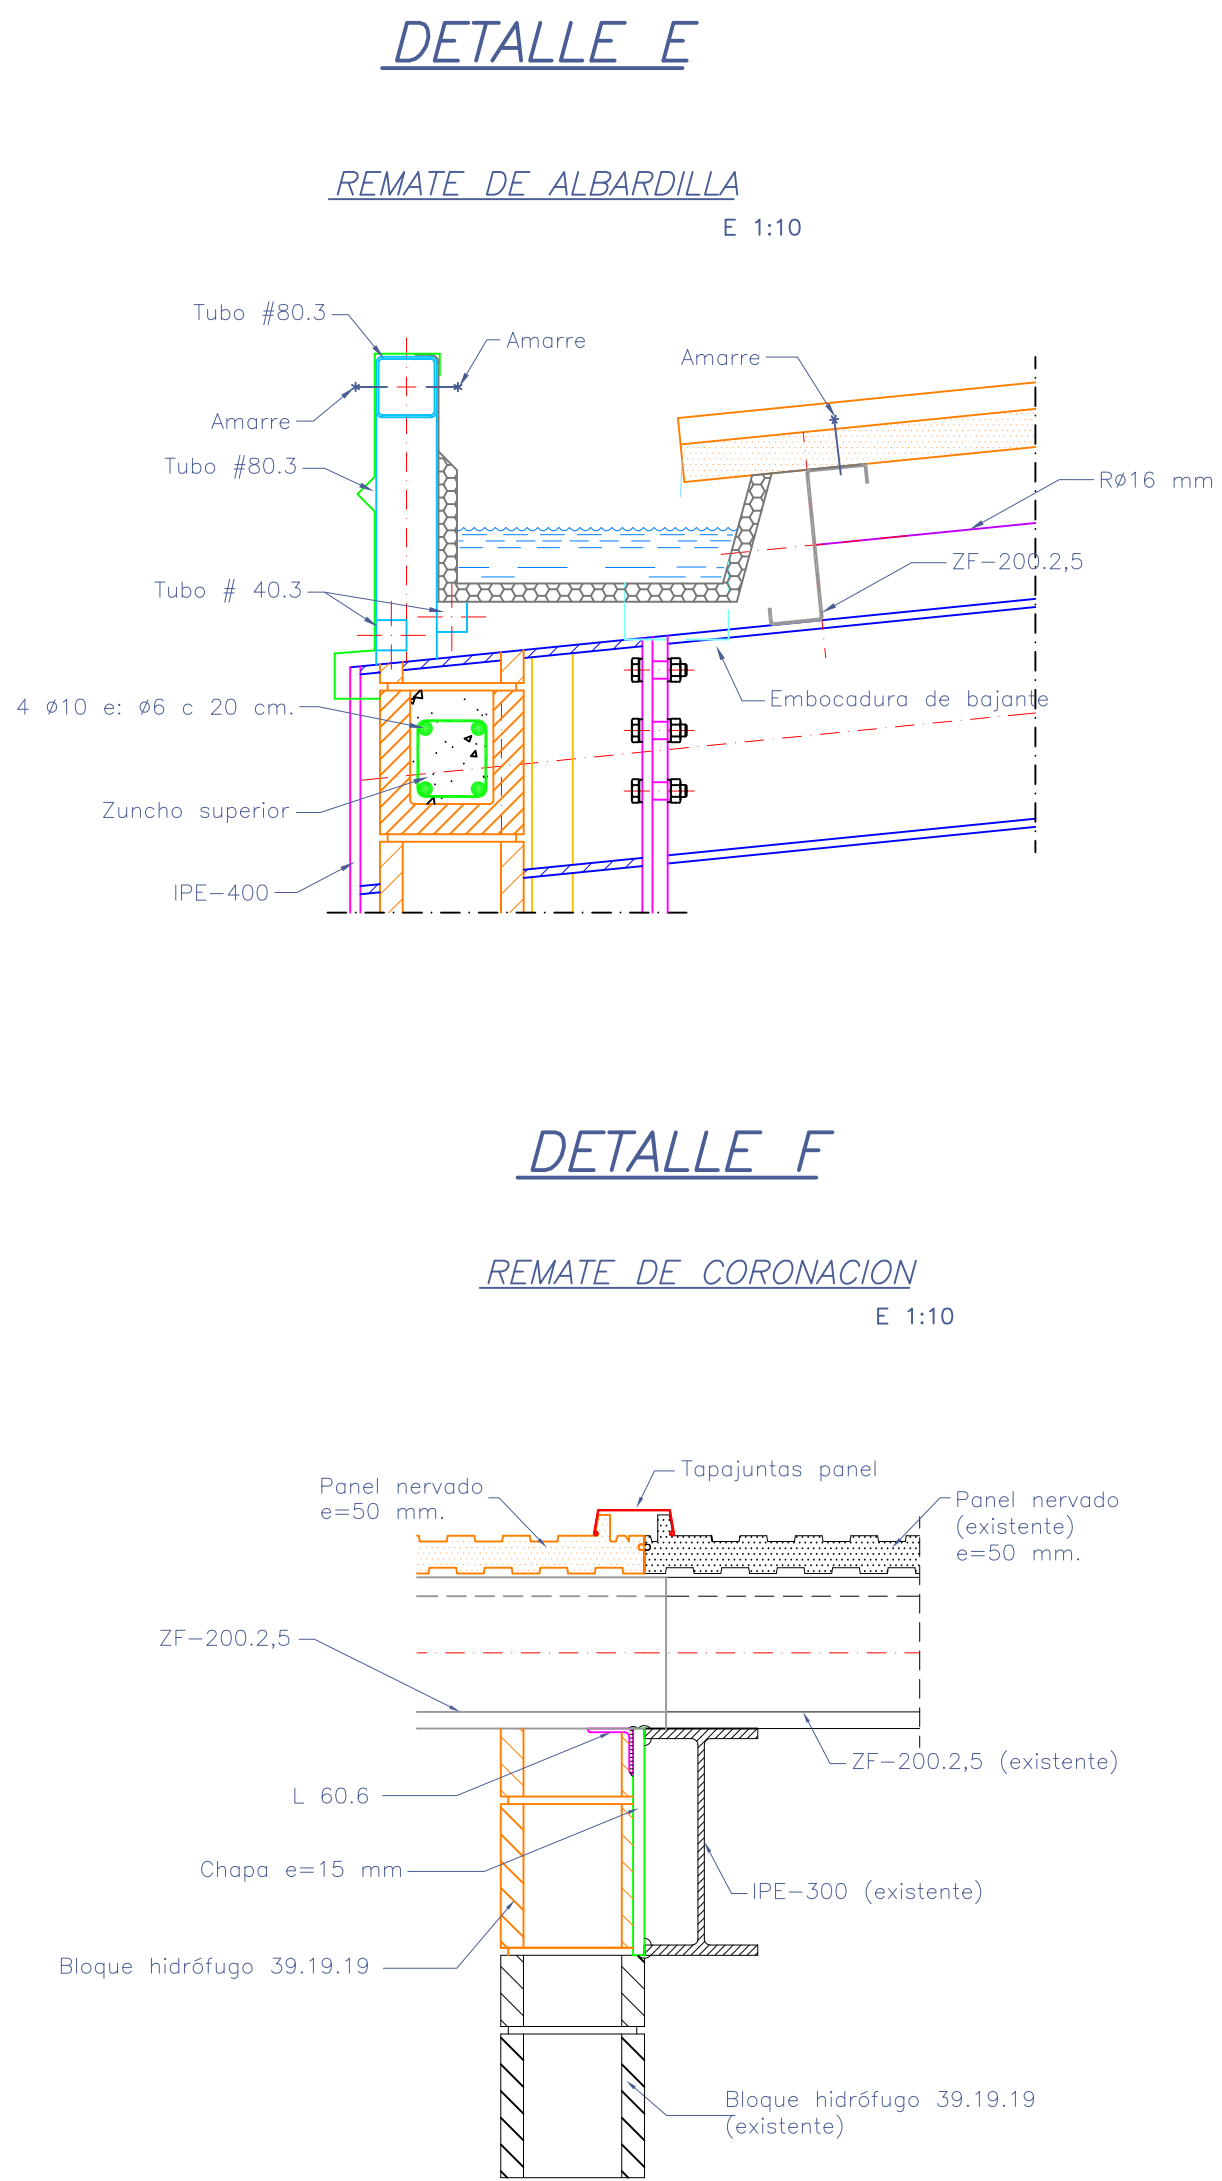 DETALLE E
REMATE DE ALBARDILLA
E 1:10
Tubo #80.3
Amarre
Amarre
Amarre
Tubo #80.3
RØ16 mm
ZF-200.2,5
Tubo # 40.3
Embocadura de bajante
4 Ø10 e: Ø6 c 20 cm.
Zuncho superior
IPE-400
DETALLE F
REMATE DE CORONACION
E 1:10
Tapajuntas panel
Panel nervado
e=50 mm.
Panel nervado
(existente)
e=50 mm.
ZF-200.2,5
ZF-200.2,5 (existente)
L 60.6
Chapa e=15 mm
IPE-300 (existente)
Bloque hidrófugo 39.19.19
Bloque hidrófugo 39.19.19
(existente)